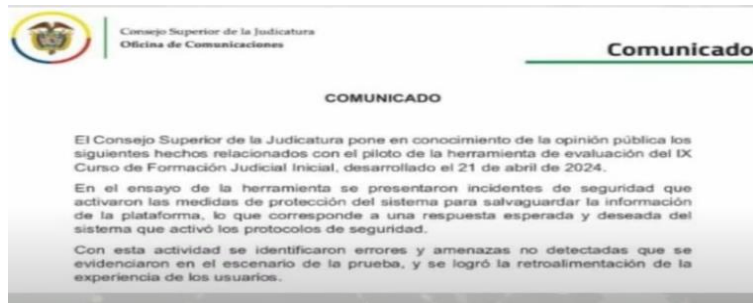 Consejo Superior de la Judicatura
Oficina de Comunicaciones
Comunicado
COMUNICADO
El Consejo Superior de la Judicatura pone en conocimiento de la opinión pública los
siguientes hechos relacionados con el piloto de la herramienta de evaluación del IX
Curso de Formación Judicial Inicial, desarrollado el 21 de abril de 2024.
En el ensayo de la herramienta se presentaron incidentes de seguridad que
activaron las medidas de protección del sistema para salvaguardar la información
de la plataforma, lo que corresponde a una respuesta esperada y deseada del
sistema que activó los protocolos de seguridad.
Con esta actividad se identificaron errores y amenazas no detectadas que se
evidenciaron en el escenario de la prueba, y se logró la retroalimentación de la
experiencia de los usuarios.